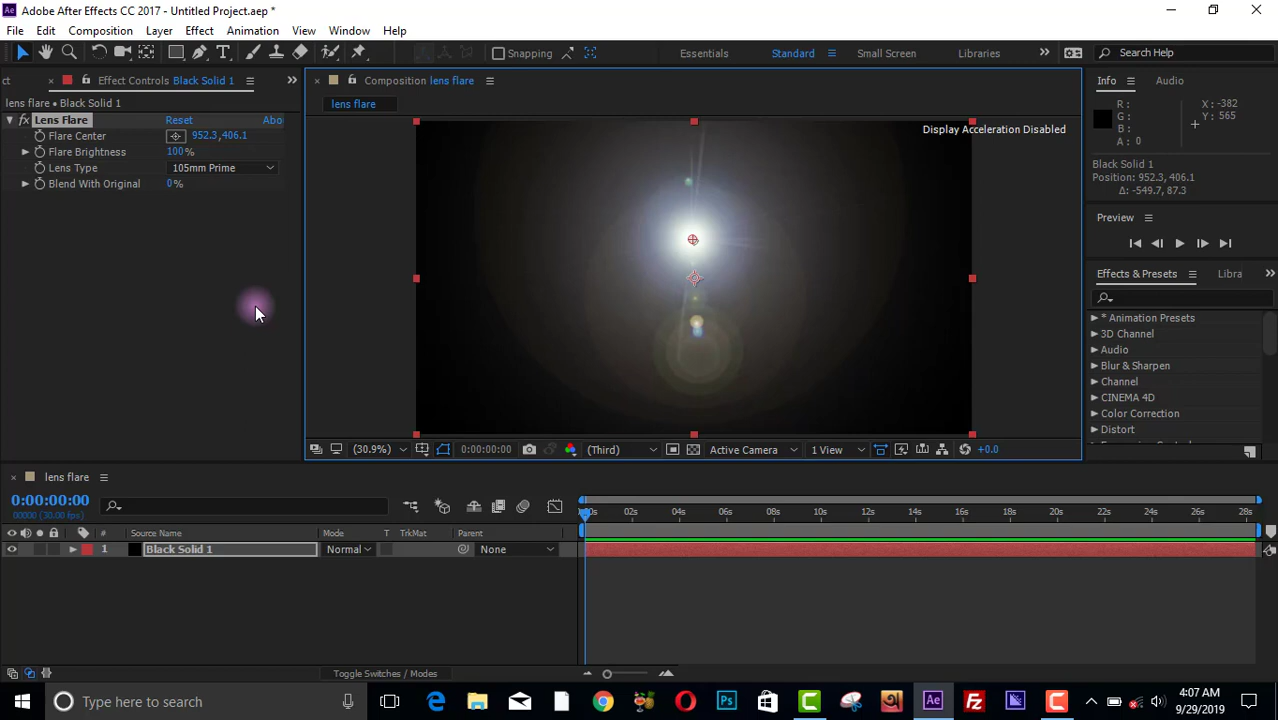 Adobe After Effects CC 2017 - Untitled Project.aep *
File Edit Composition Layer Effect Animation View Window Help
Snapping Essentials Standard Small Screen Libraries Search Help
ct Effect Controls Black Solid 1
lens flare • Black Solid 1
fx Lens Flare Reset Abo
Flare Center 952.3,406.1
Flare Brightness 100%
Lens Type 105mm Prime
Blend With Original 0%
Composition lens flare
lens flare
Display Acceleration Disabled
(30.9%) 0:00:00:00 (Third) Active Camera 1 View +0.0
Info Audio
R: X: -382
G: Y: 565
B:
A: 0
Black Solid 1
Position: 952.3, 406.1
Δ: -549.7, 87.3
Preview
Effects & Presets Libra
* Animation Presets
3D Channel
Audio
Blur & Sharpen
Channel
CINEMA 4D
Color Correction
Distort
lens flare
0:00:00:00
00000 (30.00 fps)
# Source Name Mode T TrkMat Parent
1 Black Solid 1 Normal None
02s 04s 06s 08s 10s 12s 14s 16s 18s 20s 22s 24s 26s 28s
Toggle Switches / Modes
Type here to search
Ps
Ae
4:07 AM
9/29/2019